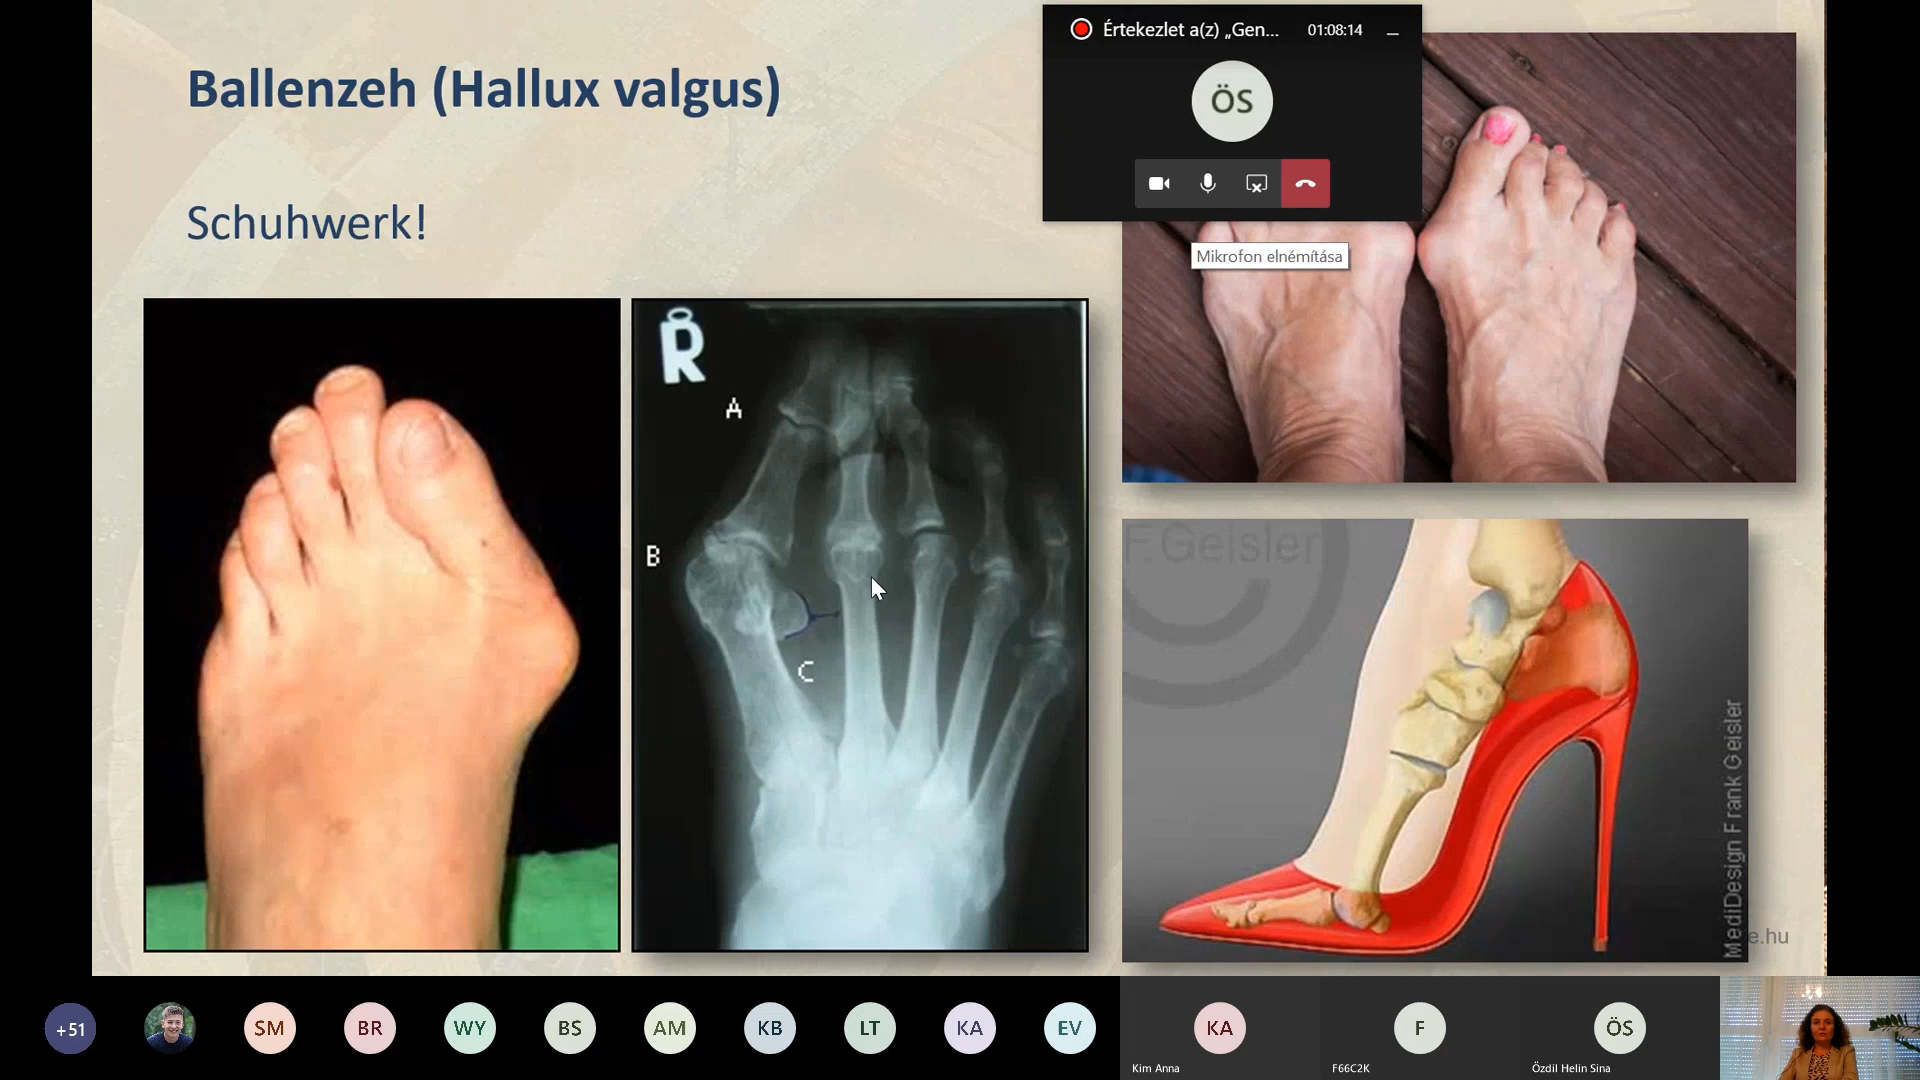 Ballenzeh (Hallux valgus)
Schuhwerk!
Értekezlet a(z) „Gen...
01:08:14
ÖS
Mikrofon elnémítása
R
A
B
C
F.Geisler
MediDesign Frank Geisler
e.hu
+51
SM
BR
WY
BS
AM
KB
LT
KA
EV
KA
F
ÖS
Kim Anna
F66C2K
Özdil Helin Sina